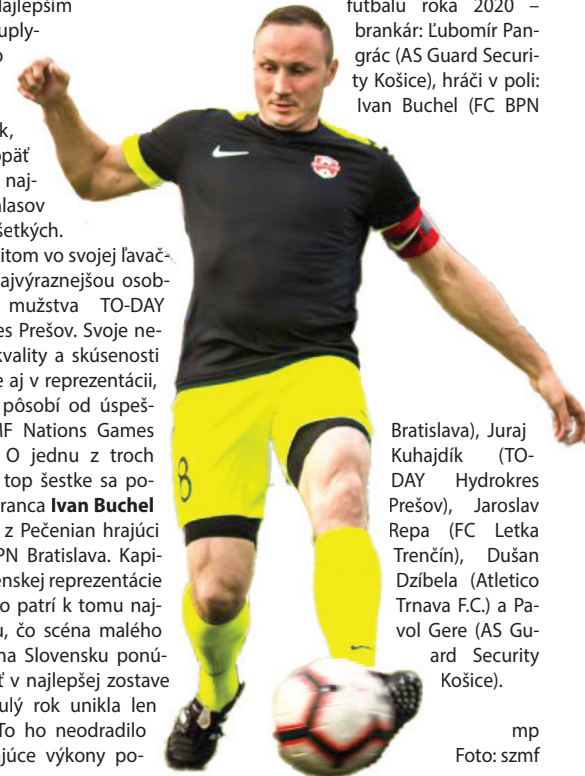 ajlepším
uply-
k,
opäť
naj-
hlasov
šetkých.
itom vo svojej ľavač-
ajvýraznejšou osob-
mužstva TO-DAY
es Prešov. Svoje ne-
kvality a skúsenosti
e aj v reprezentácii,
pôsobí od úspeš-
MF Nations Games
O jednu z troch
top šestke sa po-
ranca Ivan Buchel
z Pečenian hrajúci
PN Bratislava. Kapi-
enskej reprezentácie
o patrí k tomu naj-
u, čo scéna malého
na Slovensku ponú-
ť v najlepšej zostave
ulý rok unikla len
To ho neodradilo
ajúce výkony po-
futbalu roka 2020 –
brankár: Ľubomír Pan-
grác (AS Guard Securi-
ty Košice), hráči v poli:
Ivan Buchel (FC BPN
Bratislava), Juraj
Kuhajdík (TO-
DAY Hydrokres
Prešov), Jaroslav
Repa (FC Letka
Trenčín), Dušan
Dzíbela (Atletico
Trnava F.C.) a Pa-
vol Gere (AS Gu-
ard Security
Košice).
mp
Foto: szmf
8